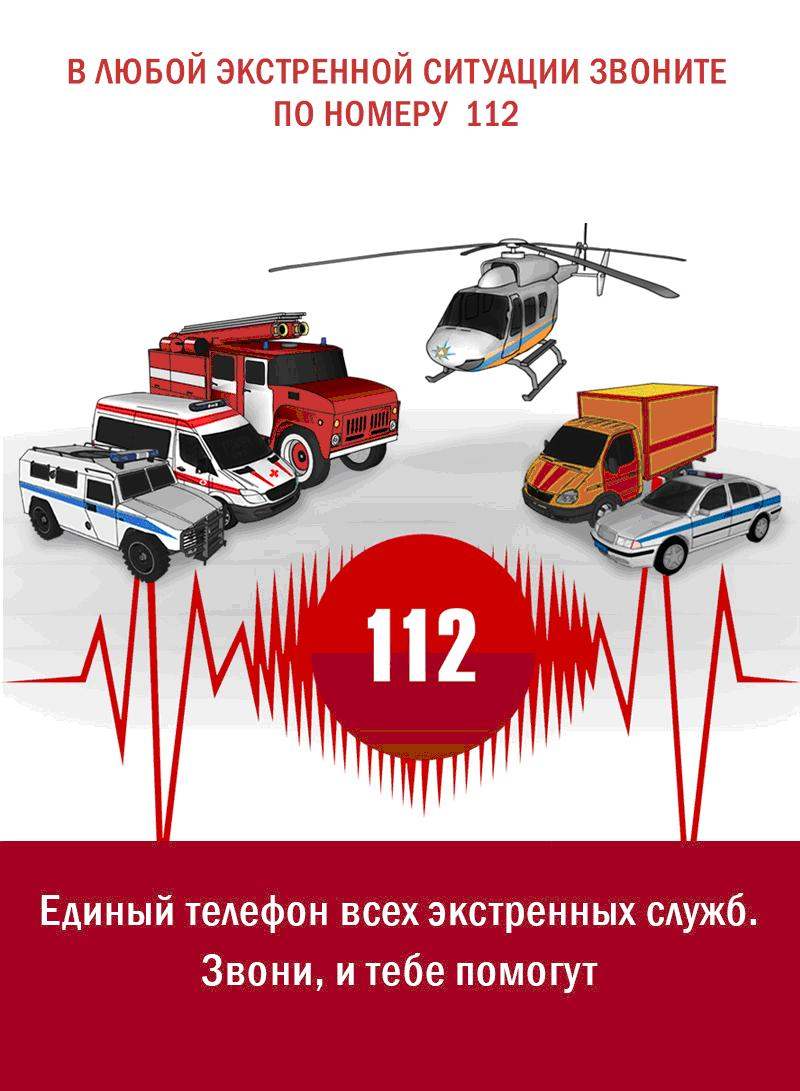 В ЛЮБОЙ ЭКСТРЕННОЙ СИТУАЦИИ ЗВОНИТЕ
ПО НОМЕРУ 112
112
Единый телефон всех экстренных служб.
Звони, и тебе помогут